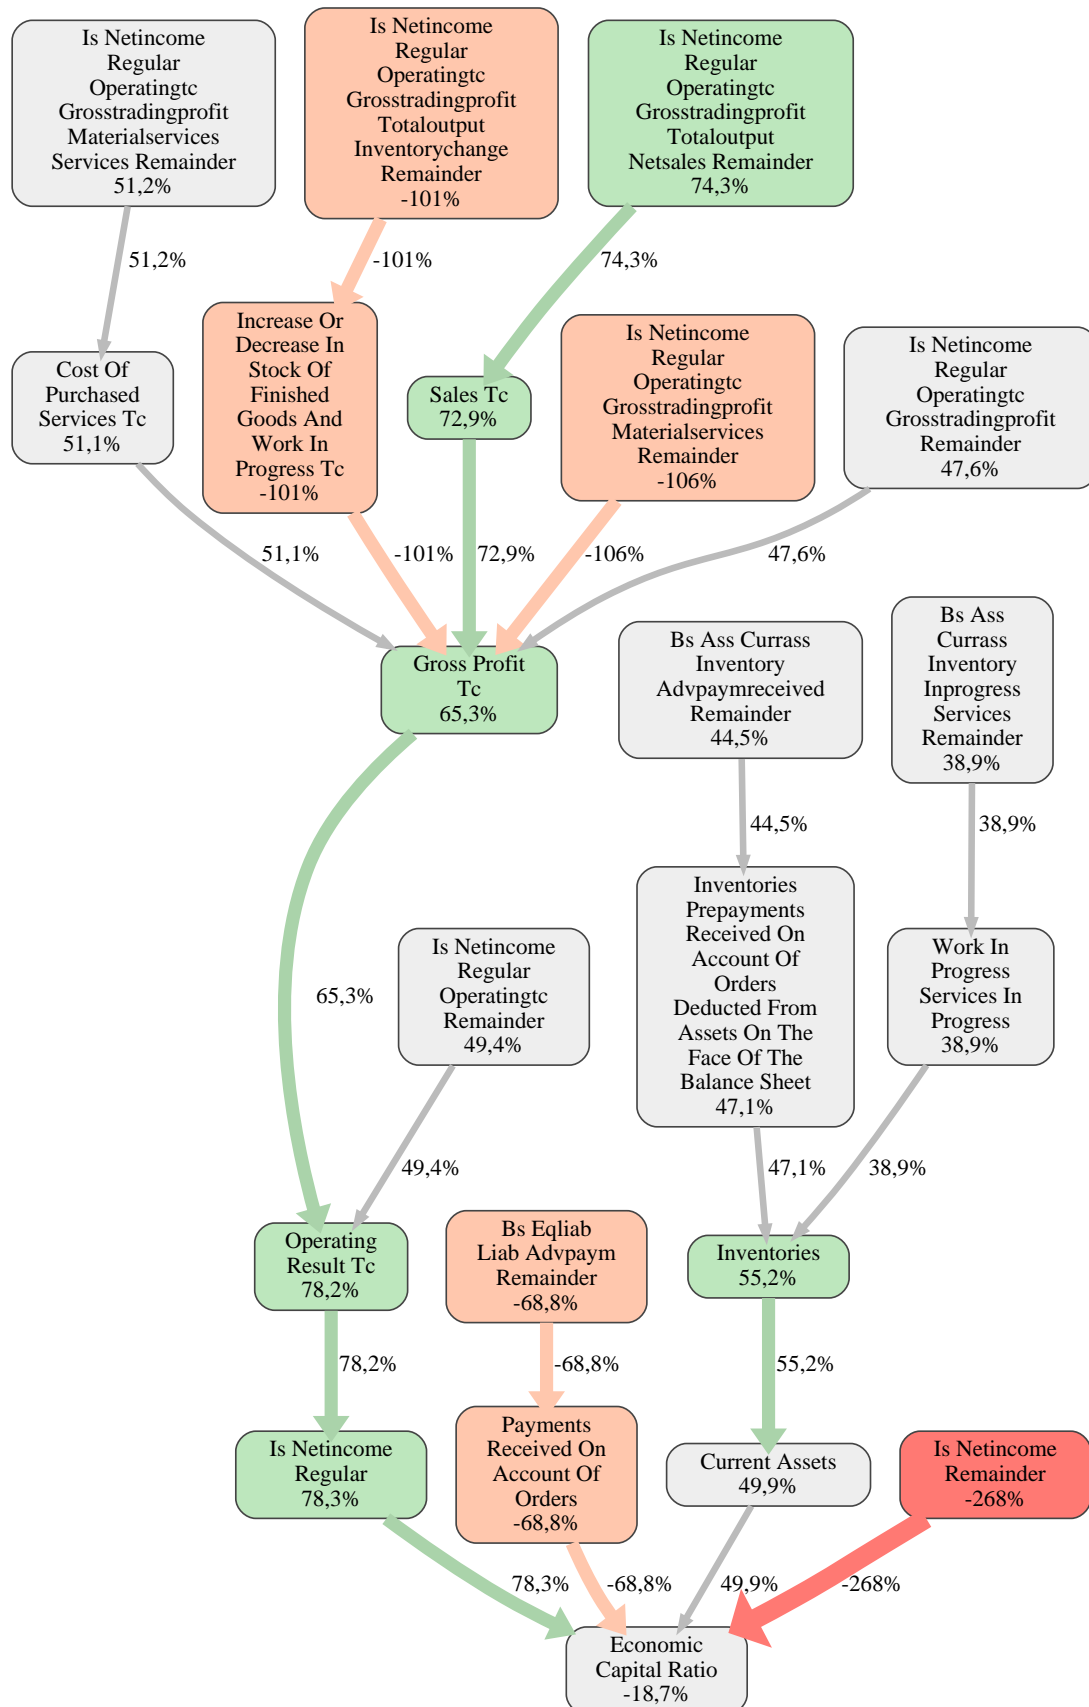 Is Netincome
Regular
Operatingtc
Grosstradingprofit
Materialservices
Services Remainder
51,2%
Is Netincome
Regular
Operatingtc
Grosstradingprofit
Totaloutput
Inventorychange
Remainder
-101%
Is Netincome
Regular
Operatingtc
Grosstradingprofit
Totaloutput
Netsales Remainder
74,3%
51,2%
-101%
74,3%
Cost Of
Purchased
Services Tc
51,1%
Increase Or
Decrease In
Stock Of
Finished
Goods And
Work In
Progress Tc
-101%
Sales Tc
72,9%
Is Netincome
Regular
Operatingtc
Grosstradingprofit
Materialservices
Remainder
-106%
Is Netincome
Regular
Operatingtc
Grosstradingprofit
Remainder
47,6%
51,1%
-101%
72,9%
-106%
47,6%
Gross Profit
Tc
65,3%
Bs Ass Currass
Inventory
Advpaymreceived
Remainder
44,5%
Bs Ass
Currass
Inventory
Inprogress
Services
Remainder
38,9%
44,5%
38,9%
Is Netincome
Regular
Operatingtc
Remainder
49,4%
Inventories
Prepayments
Received On
Account Of
Orders
Deducted From
Assets On The
Face Of The
Balance Sheet
47,1%
Work In
Progress
Services In
Progress
38,9%
65,3%
49,4%
47,1%
38,9%
Operating
Result Tc
78,2%
Bs Eqliab
Liab Advpaym
Remainder
-68,8%
Inventories
55,2%
78,2%
-68,8%
55,2%
Is Netincome
Regular
78,3%
Payments
Received On
Account Of
Orders
-68,8%
Current Assets
49,9%
Is Netincome
Remainder
-268%
78,3%
-68,8%
49,9%
-268%
Economic
Capital Ratio
-18,7%